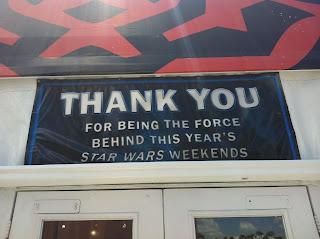 THANK YOU
FOR BEING THE FORCE
BEHIND THIS YEAR'S
STAR WARS WEEKENDS